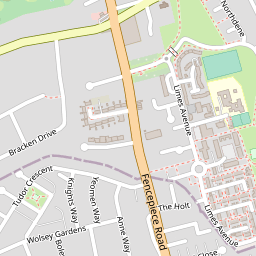 Northdene
Limes Avenue
Bracken Drive
Tudor Crescent
Knights Way
Yeomen Way
Anne Way
Fencepiece Road
The Holt
Limes Avenue
Wolsey Gardens
Close